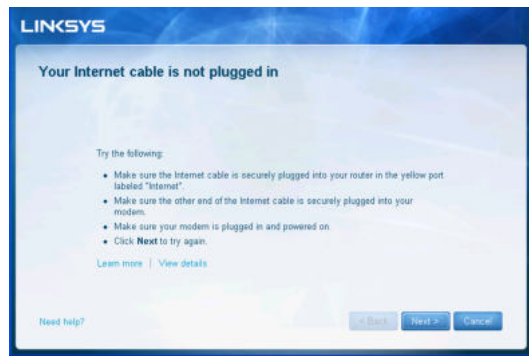 LINKSYS
Your Internet cable is not plugged in
Try the following:
• Make sure the Internet cable is securely plugged into your router in the yellow port
labeled "Internet".
• Make sure the other end of the Internet cable is securely plugged into your
modem.
• Make sure your modem is plugged in and powered on.
• Click Next to try again.
Learn more | View details
Need help?
< Back Next > Cancel